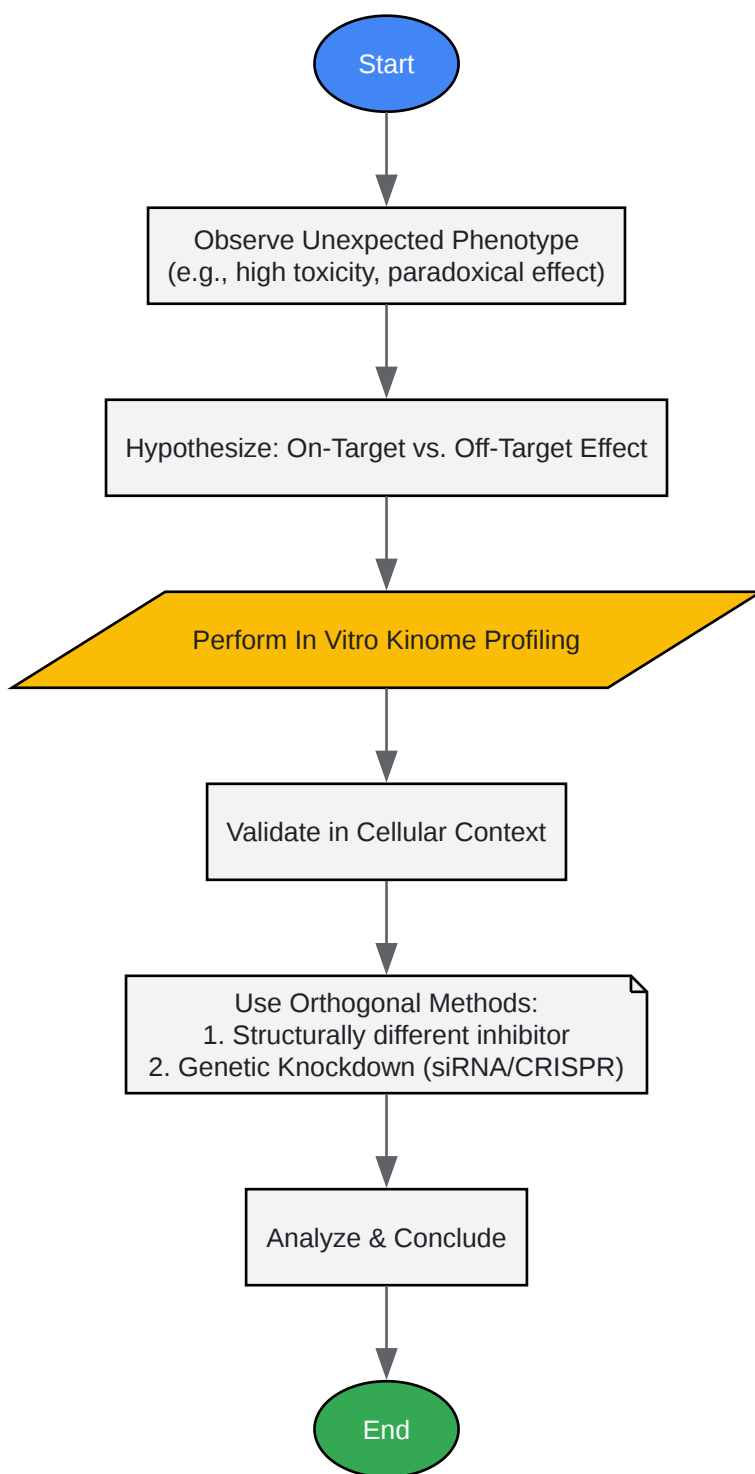 Start
Observe Unexpected Phenotype
(e.g., high toxicity, paradoxical effect)
Hypothesize: On-Target vs. Off-Target Effect
Perform In Vitro Kinome Profiling
Validate in Cellular Context
Use Orthogonal Methods:
1. Structurally different inhibitor
2. Genetic Knockdown (siRNA/CRISPR)
Analyze & Conclude
End